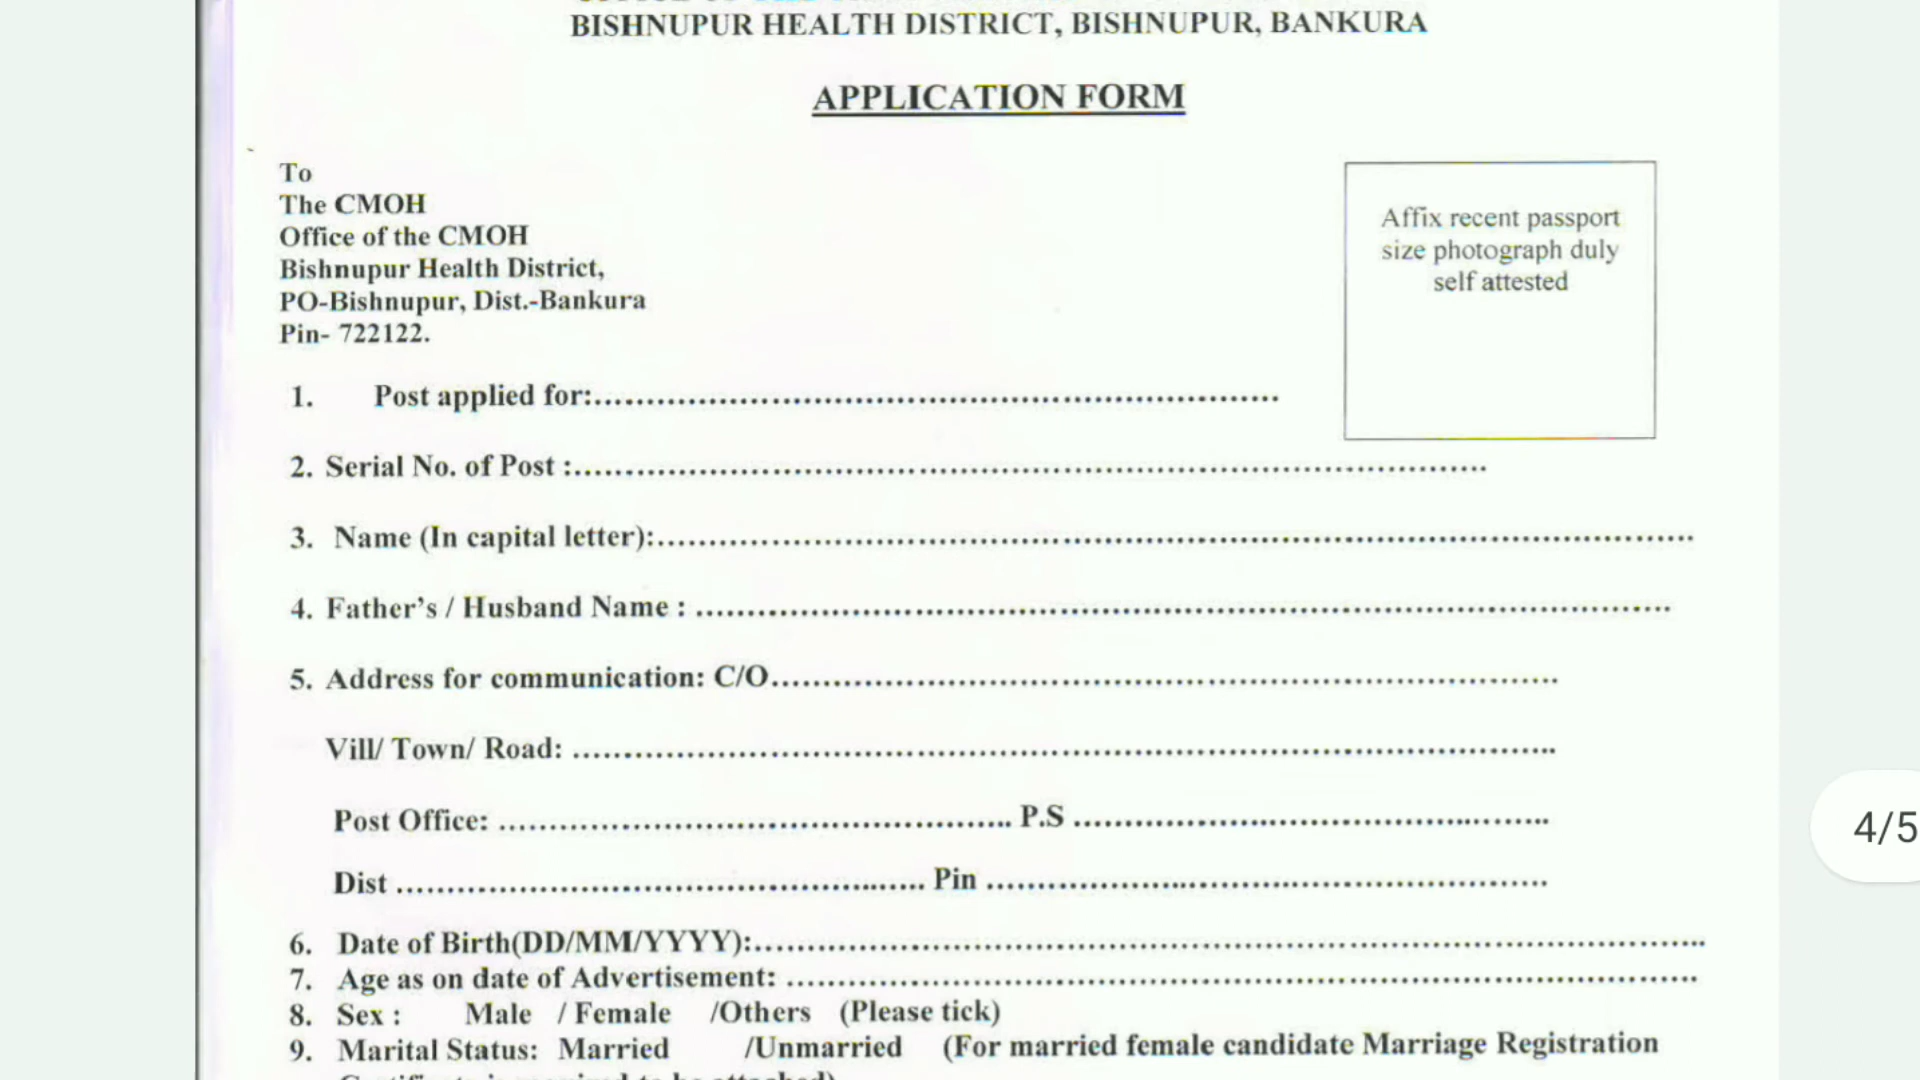 BISHNUPUR HEALTH DISTRICT, BISHNUPUR, BANKURA
APPLICATION FORM
To
The CMOH
Office of the CMOH
Bishnupur Health District,
PO-Bishnupur, Dist.-Bankura
Pin- 722122.
Affix recent passport
size photograph duly
self attested
1. Post applied for:................................................................
2. Serial No. of Post :................................................................
3. Name (In capital letter):................................................................
4. Father's / Husband Name : ................................................................
5. Address for communication: C/O................................................................
Vill/ Town/ Road: ................................................................
Post Office: ................................................ P.S ................................................
Dist ................................................ Pin ................................................
4/5
6. Date of Birth(DD/MM/YYYY):................................................................
7. Age as on date of Advertisement: ................................................................
8. Sex : Male / Female /Others (Please tick)
9. Marital Status: Married /Unmarried (For married female candidate Marriage Registration